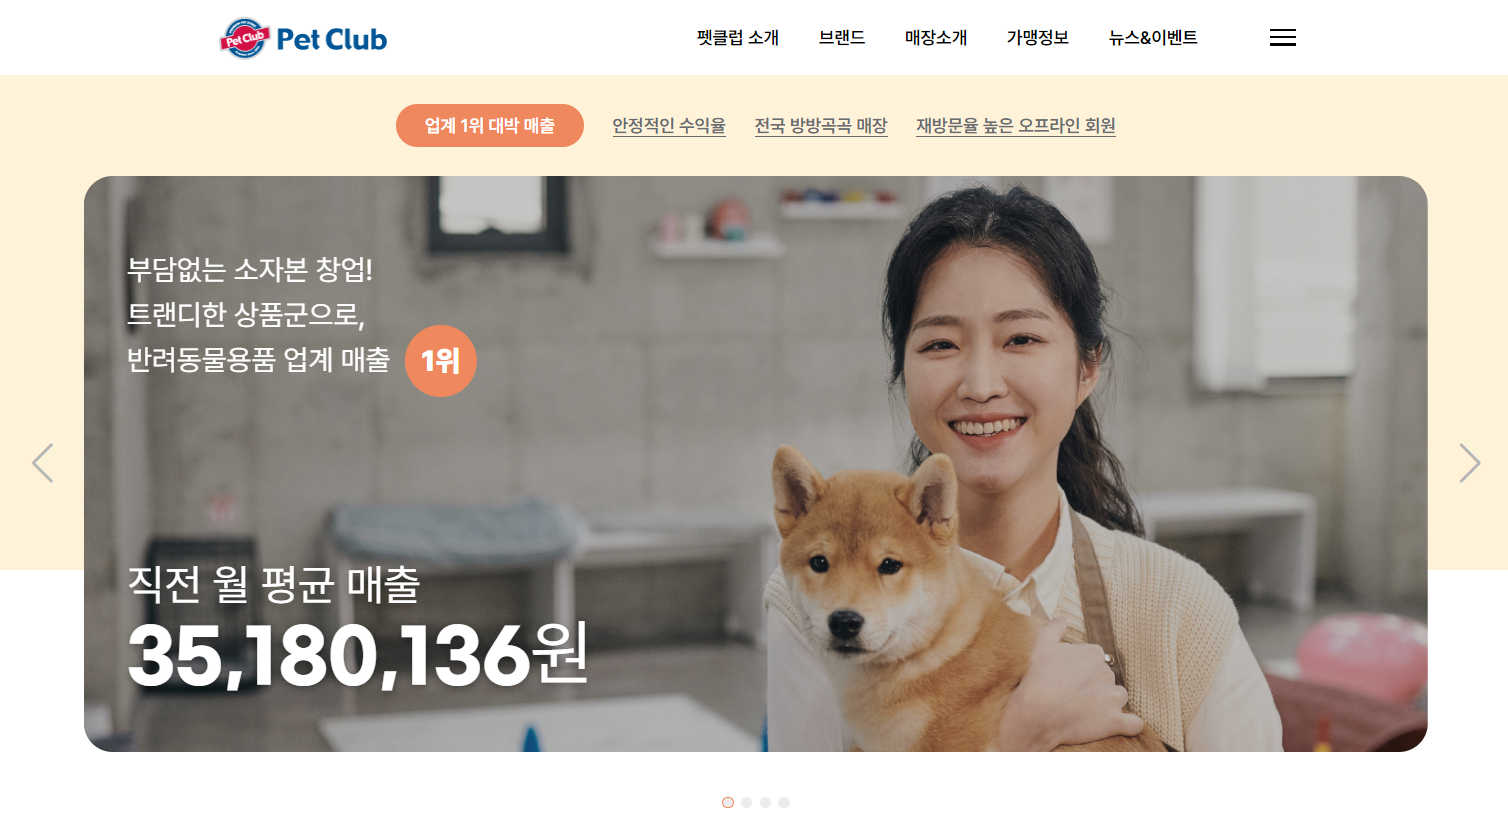 Pet Club
Pet Club
펫클럽 소개
브랜드
매장소개
가맹정보
뉴스&이벤트
업계 1위 대박 매출
안정적인 수익율
전국 방방곡곡 매장
재방문율 높은 오프라인 회원
부담없는 소자본 창업!
트랜디한 상품군으로,
반려동물용품 업계 매출 1위
직전 월 평균 매출
35,180,136원